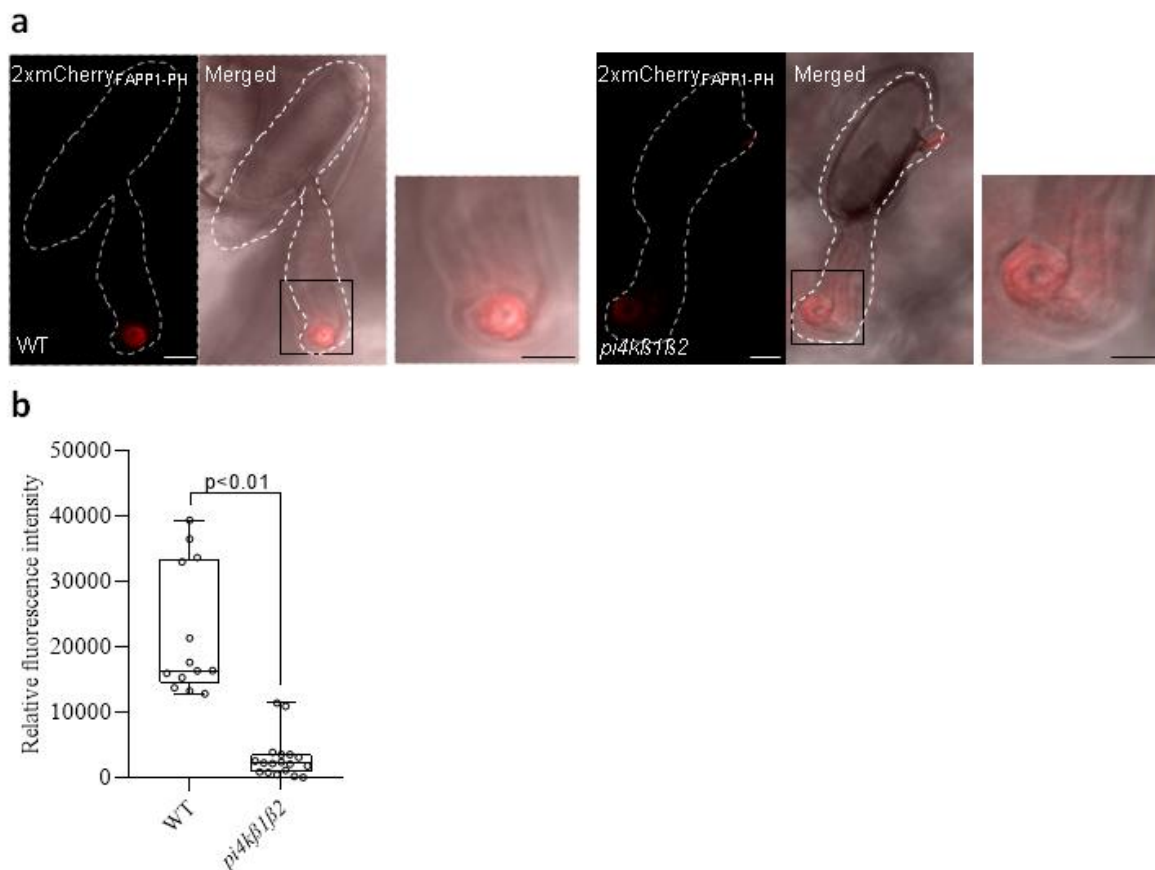 a
2xmCherryFAPP1-PH Merged
WT
2xmCherryFAPP1-PH Merged
pi4kß1ß2
b
50000
40000
30000
20000
10000
0
Relative fluorescence intensity
p<0.01
WT
pi4kβ1β2